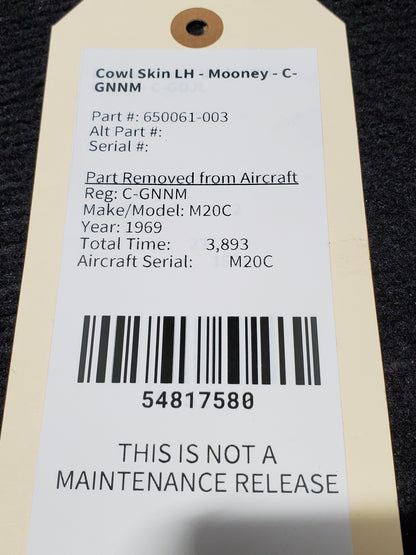 Cowl Skin LH - Mooney - C-
GNNM
Part #: 650061-003
Alt Part #:
Serial #:
Part Removed from Aircraft
Reg: C-GNNM
Make/Model: M20C
Year: 1969
Total Time: 3,893
Aircraft Serial: M20C
54817580
THIS IS NOT A
MAINTENANCE RELEASE